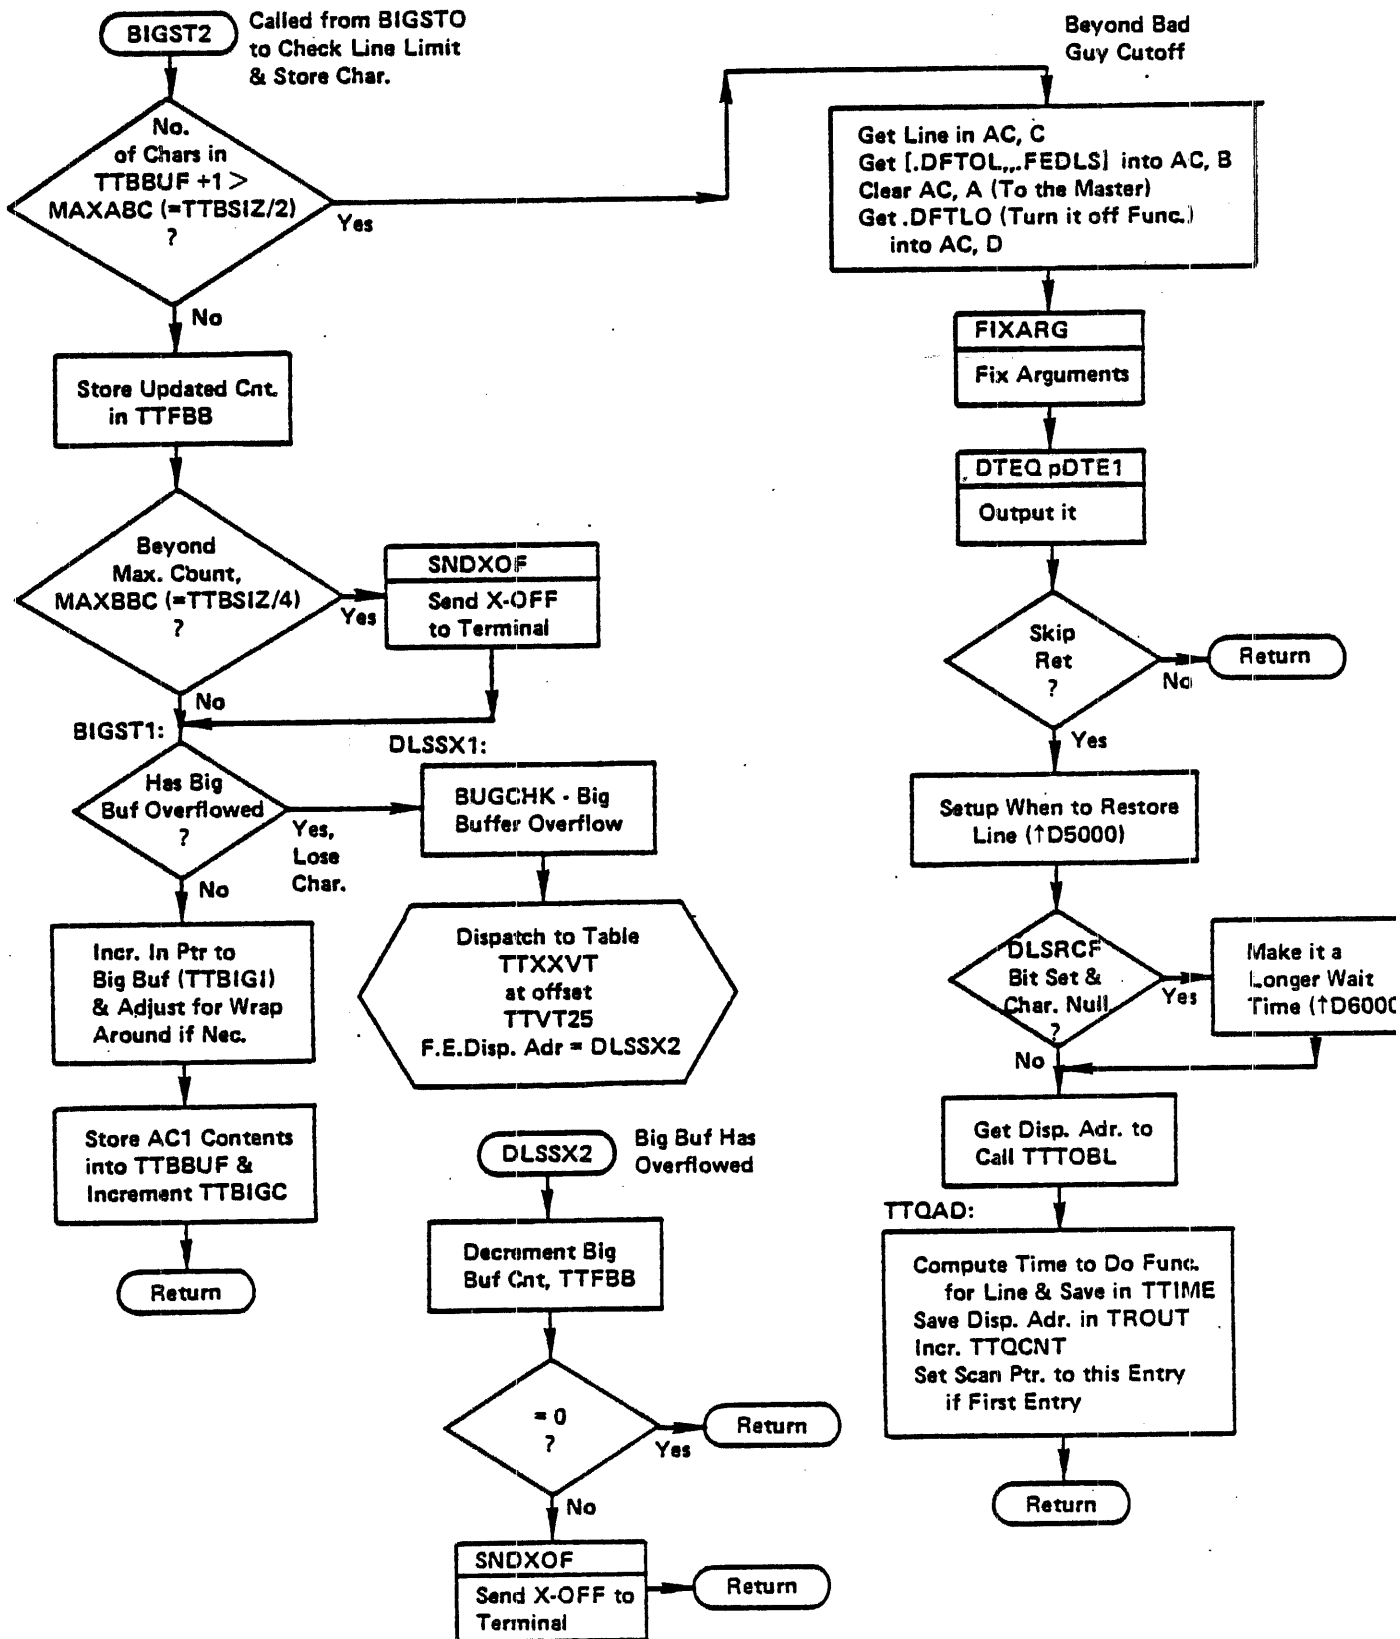 BIGST2
Called from BIGSTO
to Check Line Limit
& Store Char.
No.
of Chars in
TTBBUF +1 >
MAXABC (=TTBSIZ/2)
?
Yes
No
Store Updated Cnt.
in TTFBB
Beyond
Max. Count,
MAXBBC (=TTBSIZ/4)
?
Yes
No
SNDXOF
Send X-OFF
to Terminal
BIGST1:
Has Big
Buf Overflowed
?
Yes,
Lose
Char.
No
DLSSX1:
BUGCHK - Big
Buffer Overflow
Dispatch to Table
TTXXVT
at offset
TTVT25
F.E.Disp. Adr = DLSSX2
Incr. In Ptr to
Big Buf (TTBIGI)
& Adjust for Wrap
Around if Nec.
Store AC1 Contents
into TTBBUF &
Increment TTBIGC
Return
DLSSX2
Big Buf Has
Overflowed
Decrement Big
Buf Cnt, TTFBB
= 0
?
Yes
Return
No
SNDXOF
Send X-OFF to
Terminal
Return
Beyond Bad
Guy Cutoff
Get Line in AC, C
Get [.DFTOL,,.FEDLS] into AC, B
Clear AC, A (To the Master)
Get .DFTLO (Turn it off Func.)
into AC, D
FIXARG
Fix Arguments
DTEQ pDTE1
Output it
Skip
Ret
?
No
Return
Yes
Setup When to Restore
Line (↑D5000)
DLSRCF
Bit Set &
Char. Null
?
Yes
Make it a
Longer Wait
Time (↑D6000
No
Get Disp. Adr. to
Call TTTOBL
TTQAD:
Compute Time to Do Func.
for Line & Save in TTIME
Save Disp. Adr. in TROUT
Incr. TTQCNT
Set Scan Ptr. to this Entry
if First Entry
Return